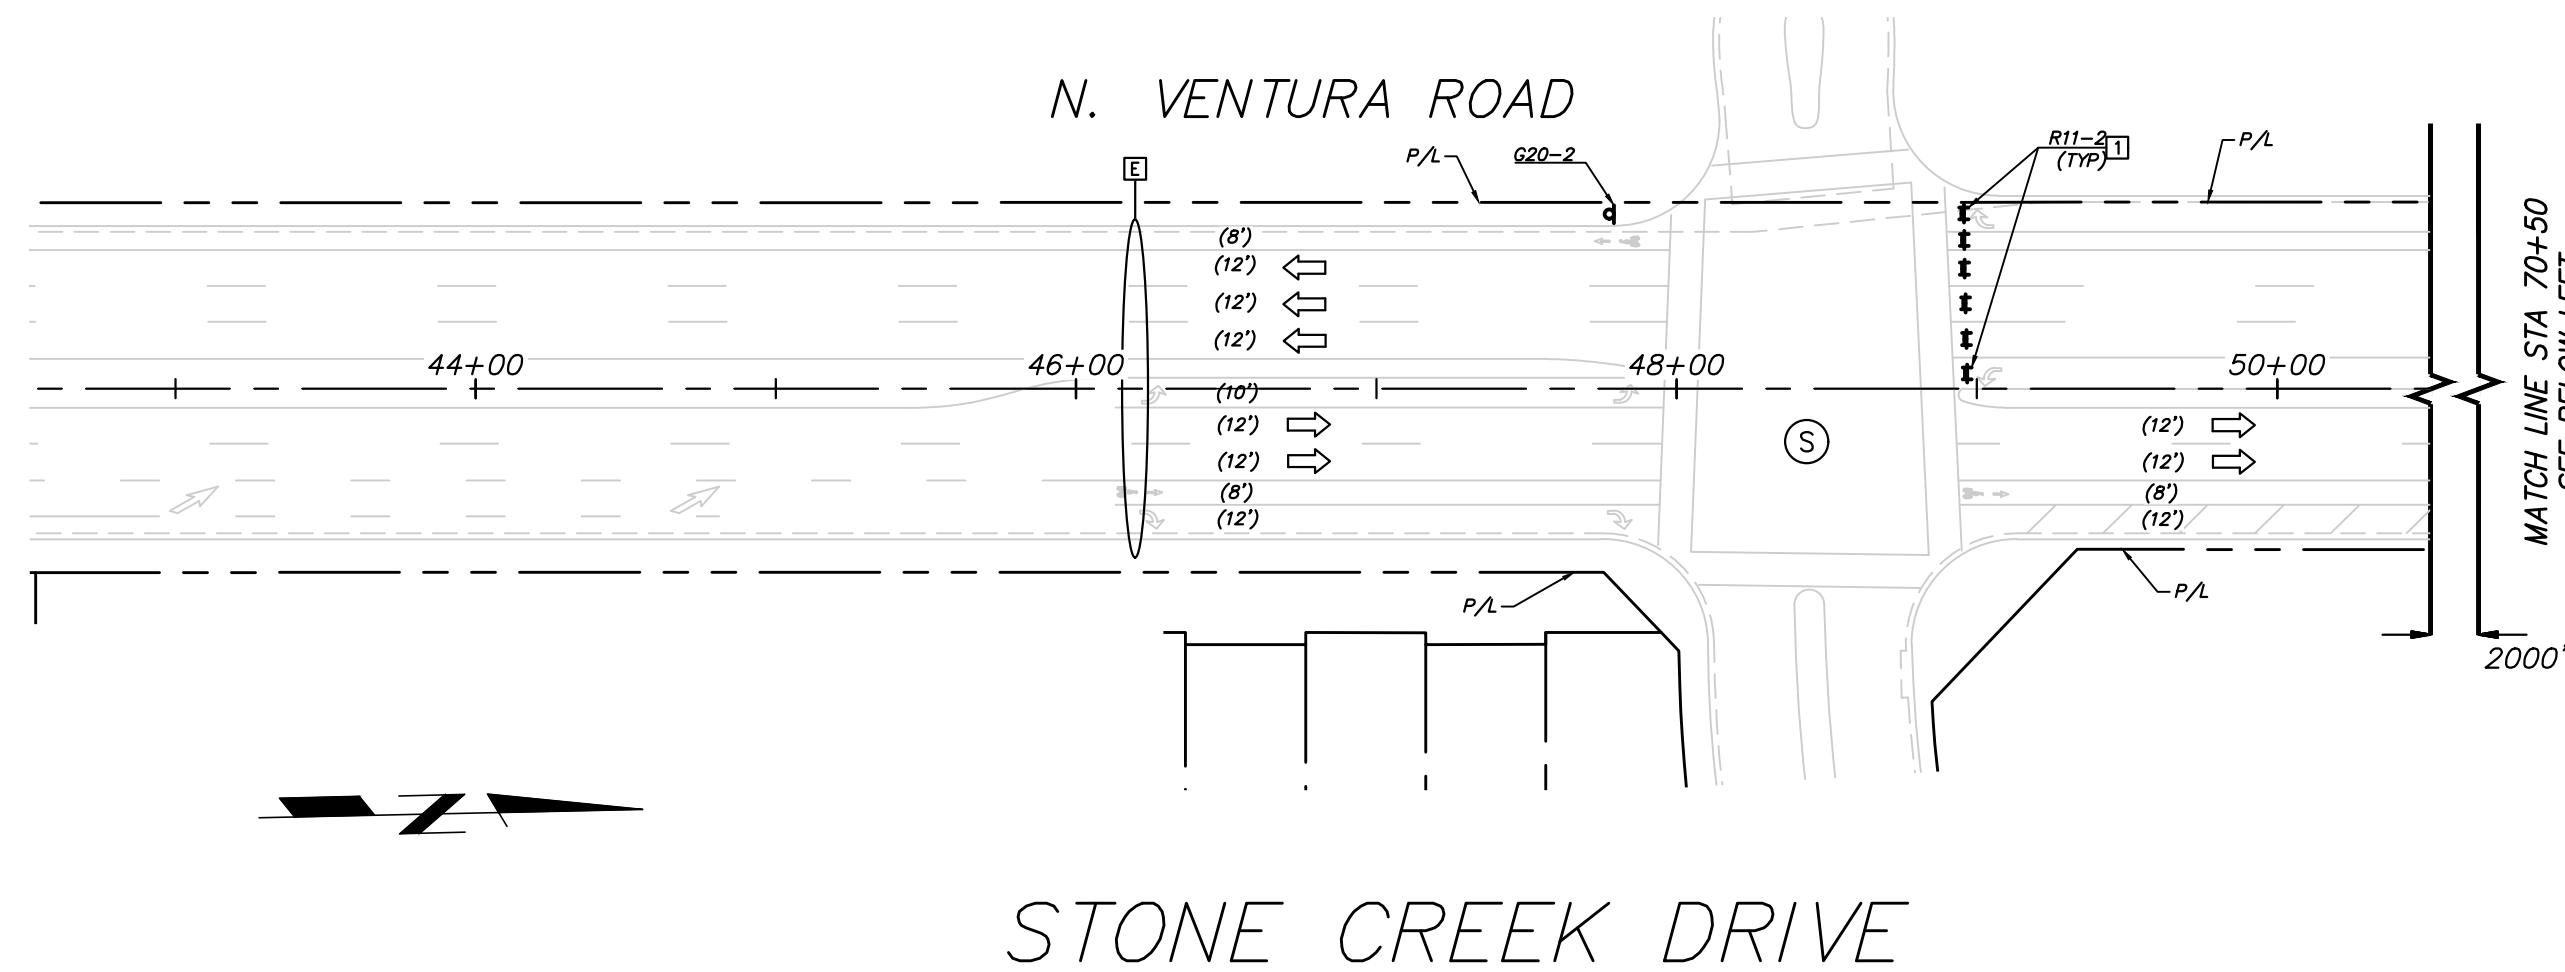 N. VENTURA ROAD
P/L
G20-2
R11-2
(TYP)
1
P/L
E
(8')
(12')
(12')
(12')
44+00
46+00
48+00
50+00
(10')
(12')
(12')
(8')
(12')
S
(12')
(12')
(8')
(12')
P/L
P/L
MATCH LINE STA 70+50
2000'
STONE CREEK DRIVE